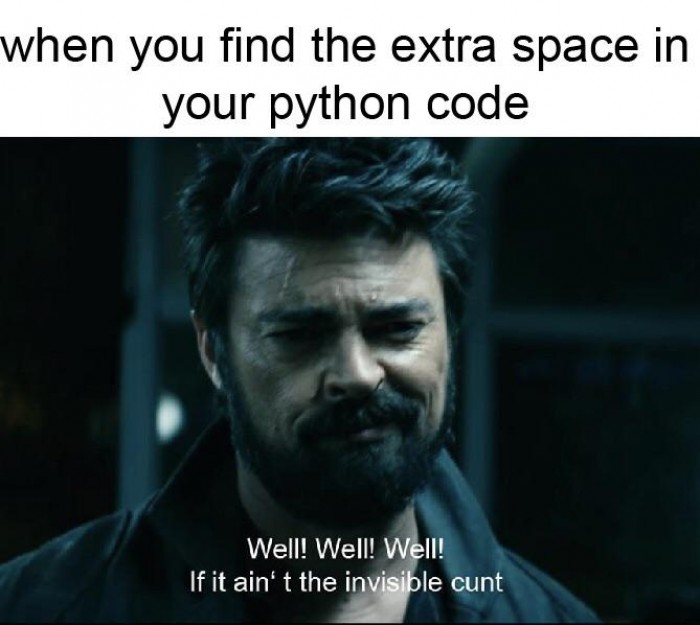 when you find the extra space in
your python code
Well! Well! Well!
If it ain‘ t the invisible cunt